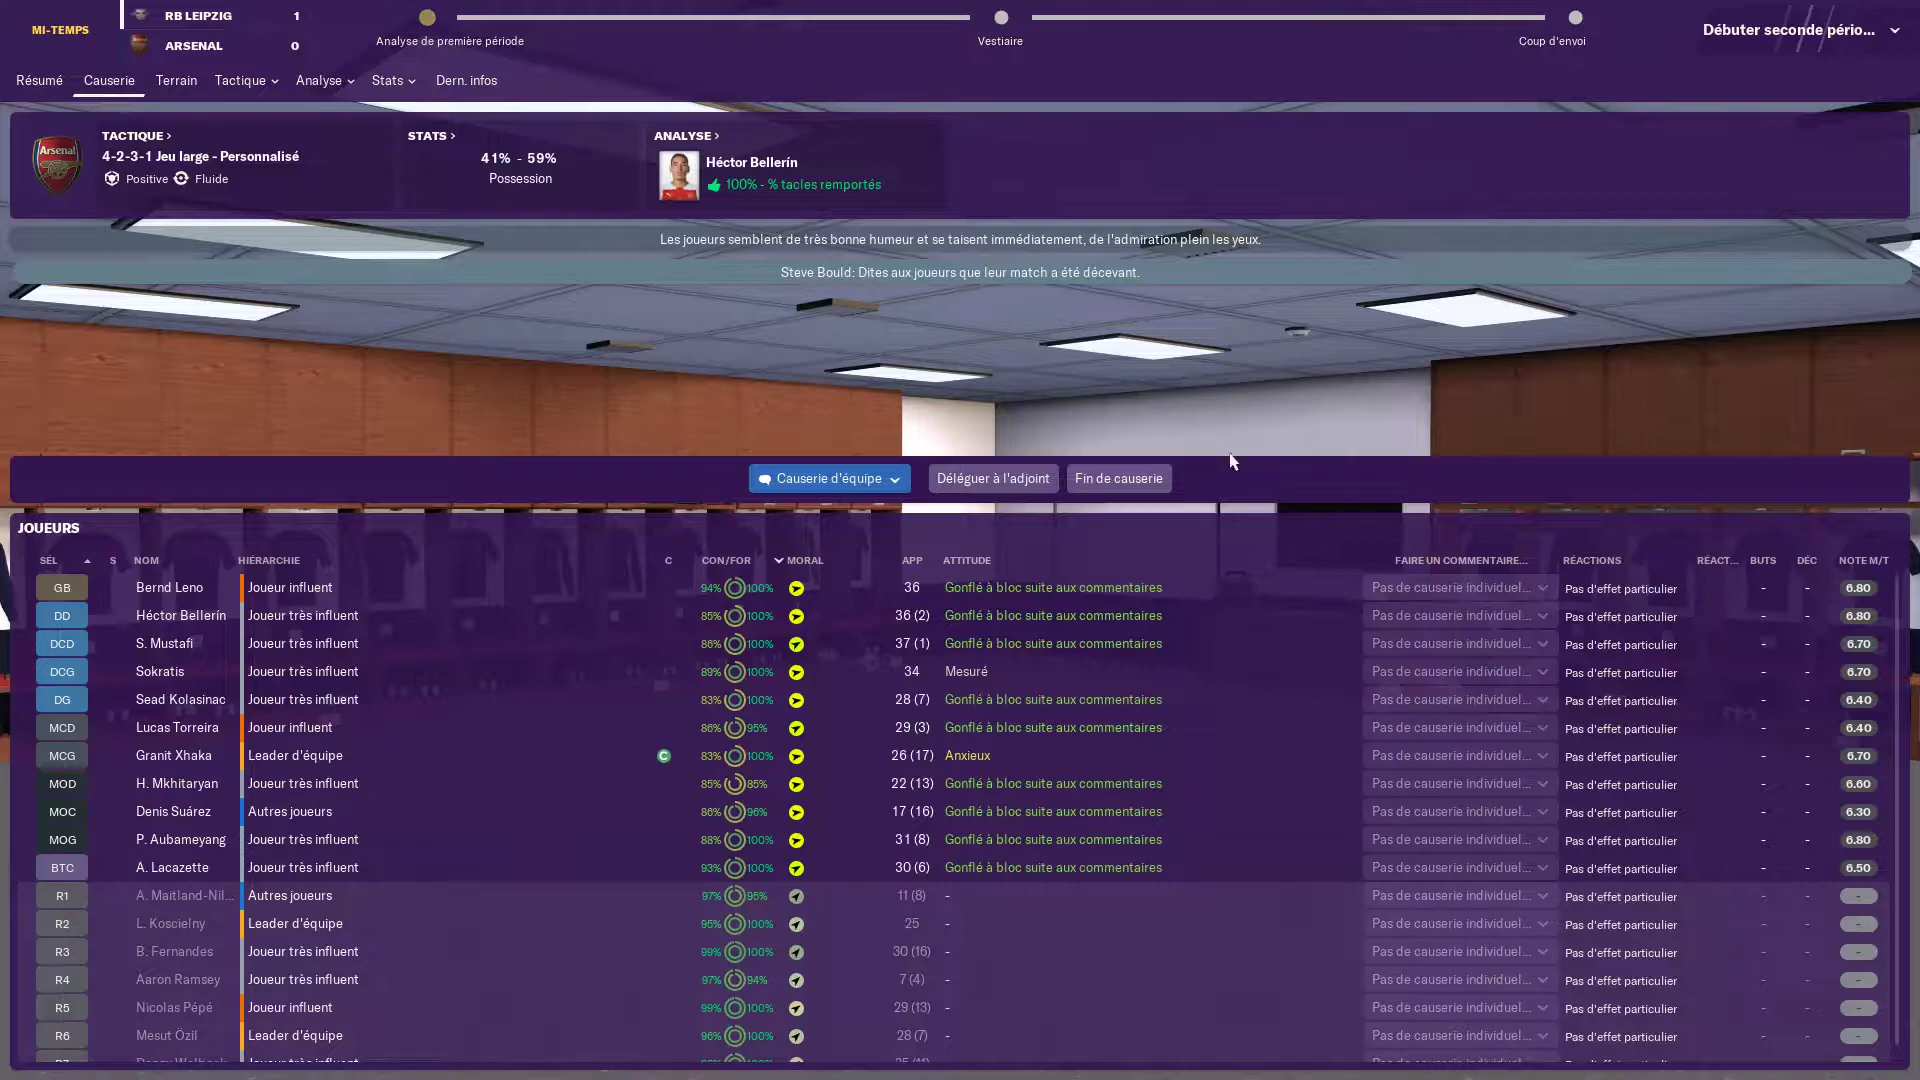 MI-TEMPS
RB LEIPZIG 1
ARSENAL 0
Analyse de première période
Vestiaire
Coup d'envoi
Débuter seconde pério...
Résumé Causerie Terrain Tactique Analyse Stats Dern. infos
Arsenal
TACTIQUE >
4-2-3-1 Jeu large - Personnalisé
Positive Fluide
STATS >
41% - 59%
Possession
ANALYSE >
Héctor Bellerín
100% - % tacles remportés
Les joueurs semblent de très bonne humeur et se taisent immédiatement, de l'admiration plein les yeux.
Steve Bould: Dites aux joueurs que leur match a été décevant.
Causerie d'équipe Déléguer à l'adjoint Fin de causerie
JOUEURS
SÉL S NOM HIÉRARCHIE C CON/FOR MORAL APP ATTITUDE FAIRE UN COMMENTAIRE... RÉACTIONS RÉACT... BUTS DÉC NOTE M/T
GB Bernd Leno Joueur influent 94% 100% 36 Gonflé à bloc suite aux commentaires Pas de causerie individuel... Pas d'effet particulier - - 6.80
DD Héctor Bellerín Joueur très influent 85% 100% 36 (2) Gonflé à bloc suite aux commentaires Pas de causerie individuel... Pas d'effet particulier - - 6.80
DCD S. Mustafi Joueur très influent 86% 100% 37 (1) Gonflé à bloc suite aux commentaires Pas de causerie individuel... Pas d'effet particulier - - 6.70
DCG Sokratis Joueur très influent 89% 100% 34 Mesuré Pas de causerie individuel... Pas d'effet particulier - - 6.70
DG Sead Kolasinac Joueur très influent 83% 100% 28 (7) Gonflé à bloc suite aux commentaires Pas de causerie individuel... Pas d'effet particulier - - 6.40
MCD Lucas Torreira Joueur influent 86% 95% 29 (3) Gonflé à bloc suite aux commentaires Pas de causerie individuel... Pas d'effet particulier - - 6.40
MCG Granit Xhaka Leader d'équipe C 83% 100% 26 (17) Anxieux Pas de causerie individuel... Pas d'effet particulier - - 6.70
MOD H. Mkhitaryan Joueur très influent 85% 85% 22 (13) Gonflé à bloc suite aux commentaires Pas de causerie individuel... Pas d'effet particulier - - 6.60
MOC Denis Suárez Autres joueurs 86% 96% 17 (16) Gonflé à bloc suite aux commentaires Pas de causerie individuel... Pas d'effet particulier - - 6.30
MOG P. Aubameyang Joueur très influent 88% 100% 31 (8) Gonflé à bloc suite aux commentaires Pas de causerie individuel... Pas d'effet particulier - - 6.80
BTC A. Lacazette Joueur très influent 93% 100% 30 (6) Gonflé à bloc suite aux commentaires Pas de causerie individuel... Pas d'effet particulier - - 6.50
R1 A. Maitland-Nil... Autres joueurs 97% 95% 11 (8) - Pas de causerie individuel... Pas d'effet particulier - - -
R2 L. Koscielny Leader d'équipe 95% 100% 25 - Pas de causerie individuel... Pas d'effet particulier - - -
R3 B. Fernandes Joueur très influent 99% 100% 30 (16) - Pas de causerie individuel... Pas d'effet particulier - - -
R4 Aaron Ramsey Joueur très influent 97% 94% 7 (4) - Pas de causerie individuel... Pas d'effet particulier - - -
R5 Nicolas Pépé Joueur influent 99% 100% 29 (13) - Pas de causerie individuel... Pas d'effet particulier - - -
R6 Mesut Özil Leader d'équipe 96% 100% 28 (7) - Pas de causerie individuel... Pas d'effet particulier - - -